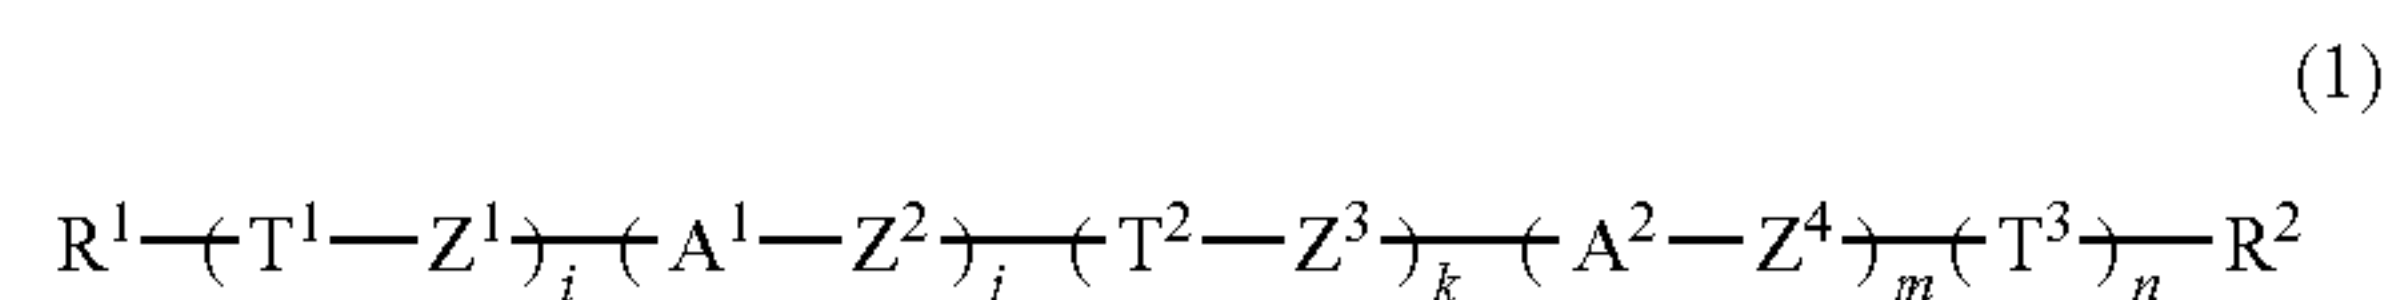 (1)
R¹—(T¹—Z¹)ᵢ—(A¹—Z²)ⱼ—(T²—Z³)ₖ—(A²—Z⁴)ₘ—(T³)ₙ—R²